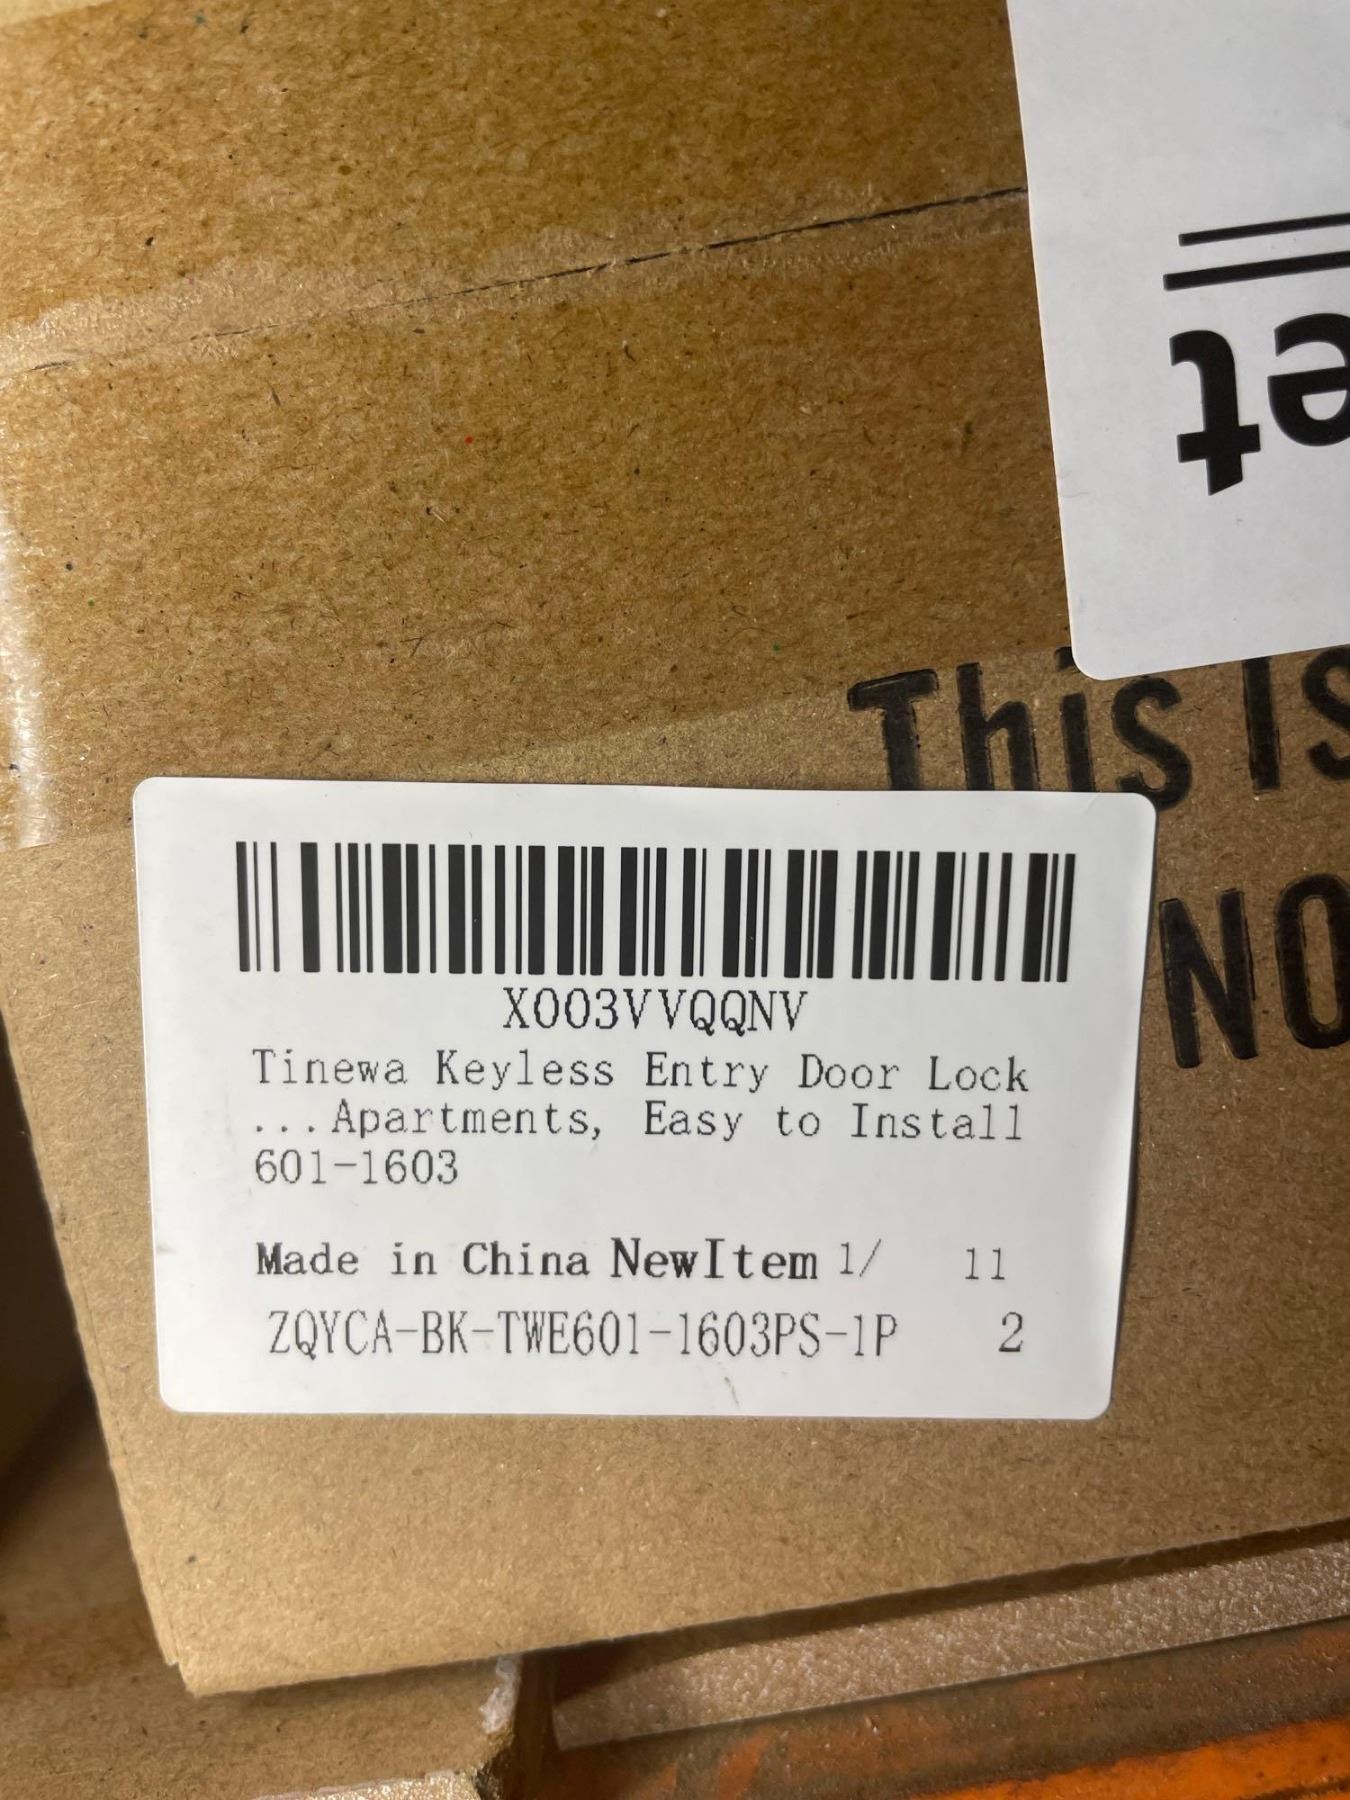 et
This Is
NO
X003VVQQNV
Tinewa Keyless Entry Door Lock
...Apartments, Easy to Install
601-1603
Made in China NewItem 1/ 11
ZQYCA-BK-TWE601-1603PS-1P 2